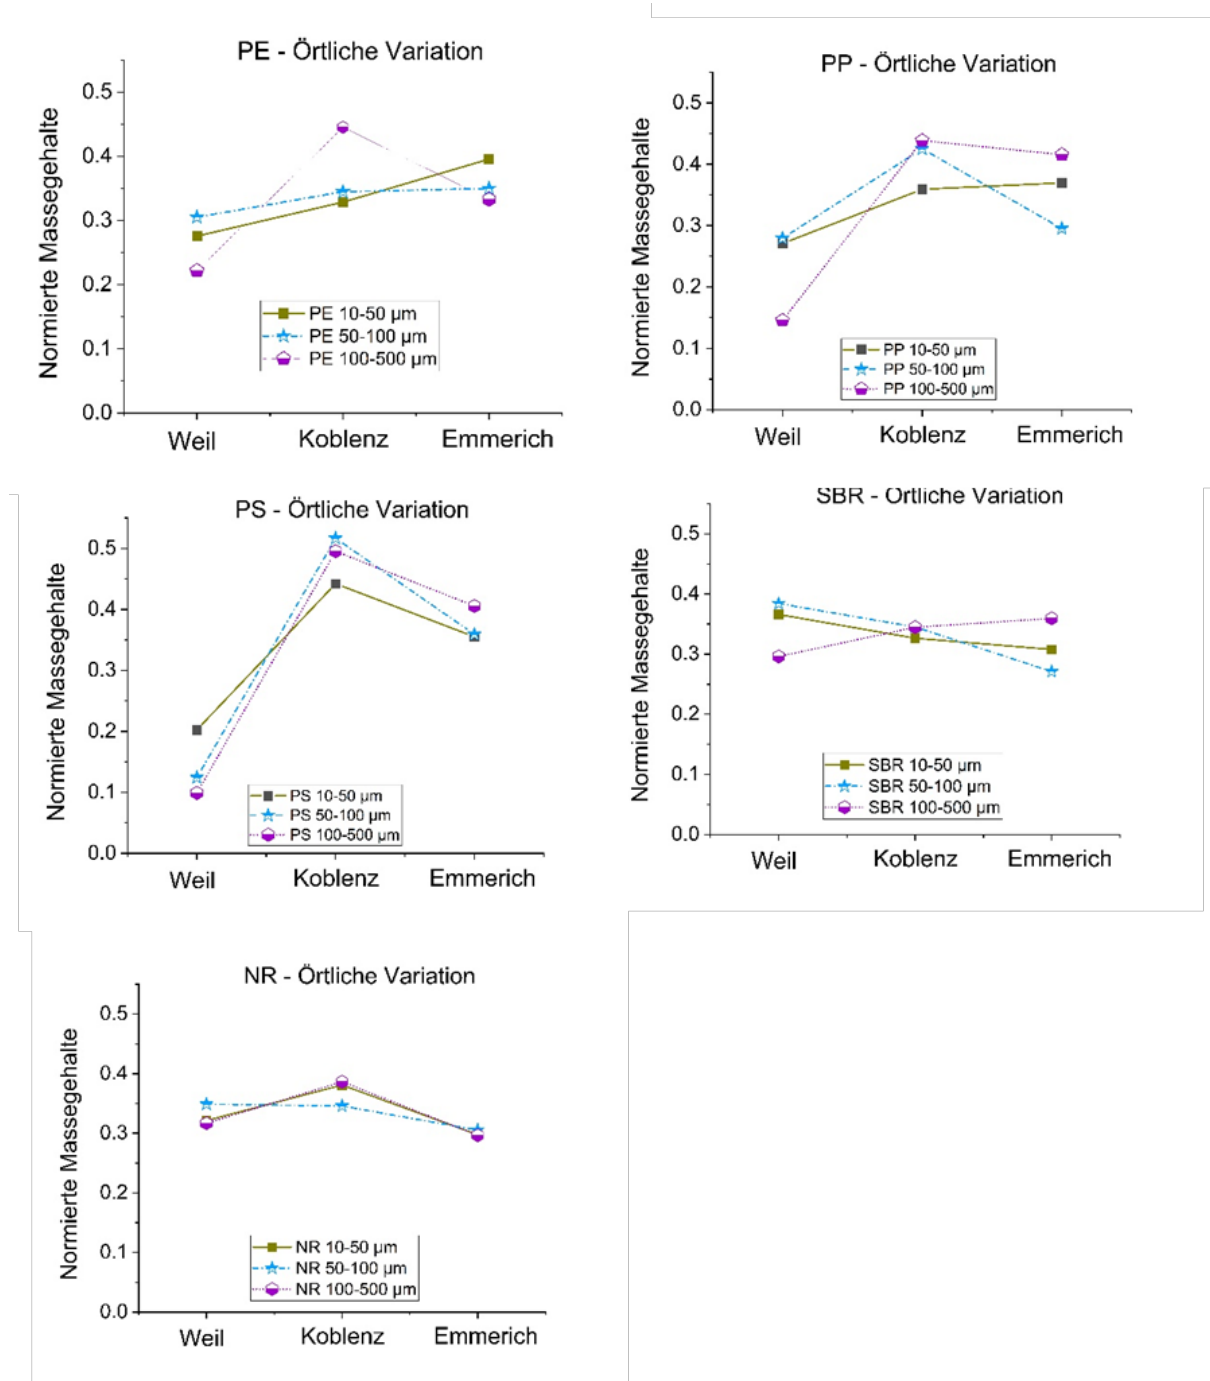 PE - Örtliche Variation
Normierte Massegehalte
0.5
0.4
0.3
0.2
0.1
0.0
PE 10-50 µm
PE 50-100 µm
PE 100-500 µm
Weil Koblenz Emmerich
PP - Örtliche Variation
Normierte Massegehalte
0.5
0.4
0.3
0.2
0.1
0.0
PP 10-50 µm
PP 50-100 µm
PP 100-500 µm
Weil Koblenz Emmerich
PS - Örtliche Variation
Normierte Massegehalte
0.5
0.4
0.3
0.2
0.1
0.0
PS 10-50 µm
PS 50-100 µm
PS 100-500 µm
Weil Koblenz Emmerich
SBR - Örtliche Variation
Normierte Massegehalte
0.5
0.4
0.3
0.2
0.1
0.0
SBR 10-50 µm
SBR 50-100 µm
SBR 100-500 µm
Weil Koblenz Emmerich
NR - Örtliche Variation
Normierte Massegehalte
0.5
0.4
0.3
0.2
0.1
0.0
NR 10-50 µm
NR 50-100 µm
NR 100-500 µm
Weil Koblenz Emmerich